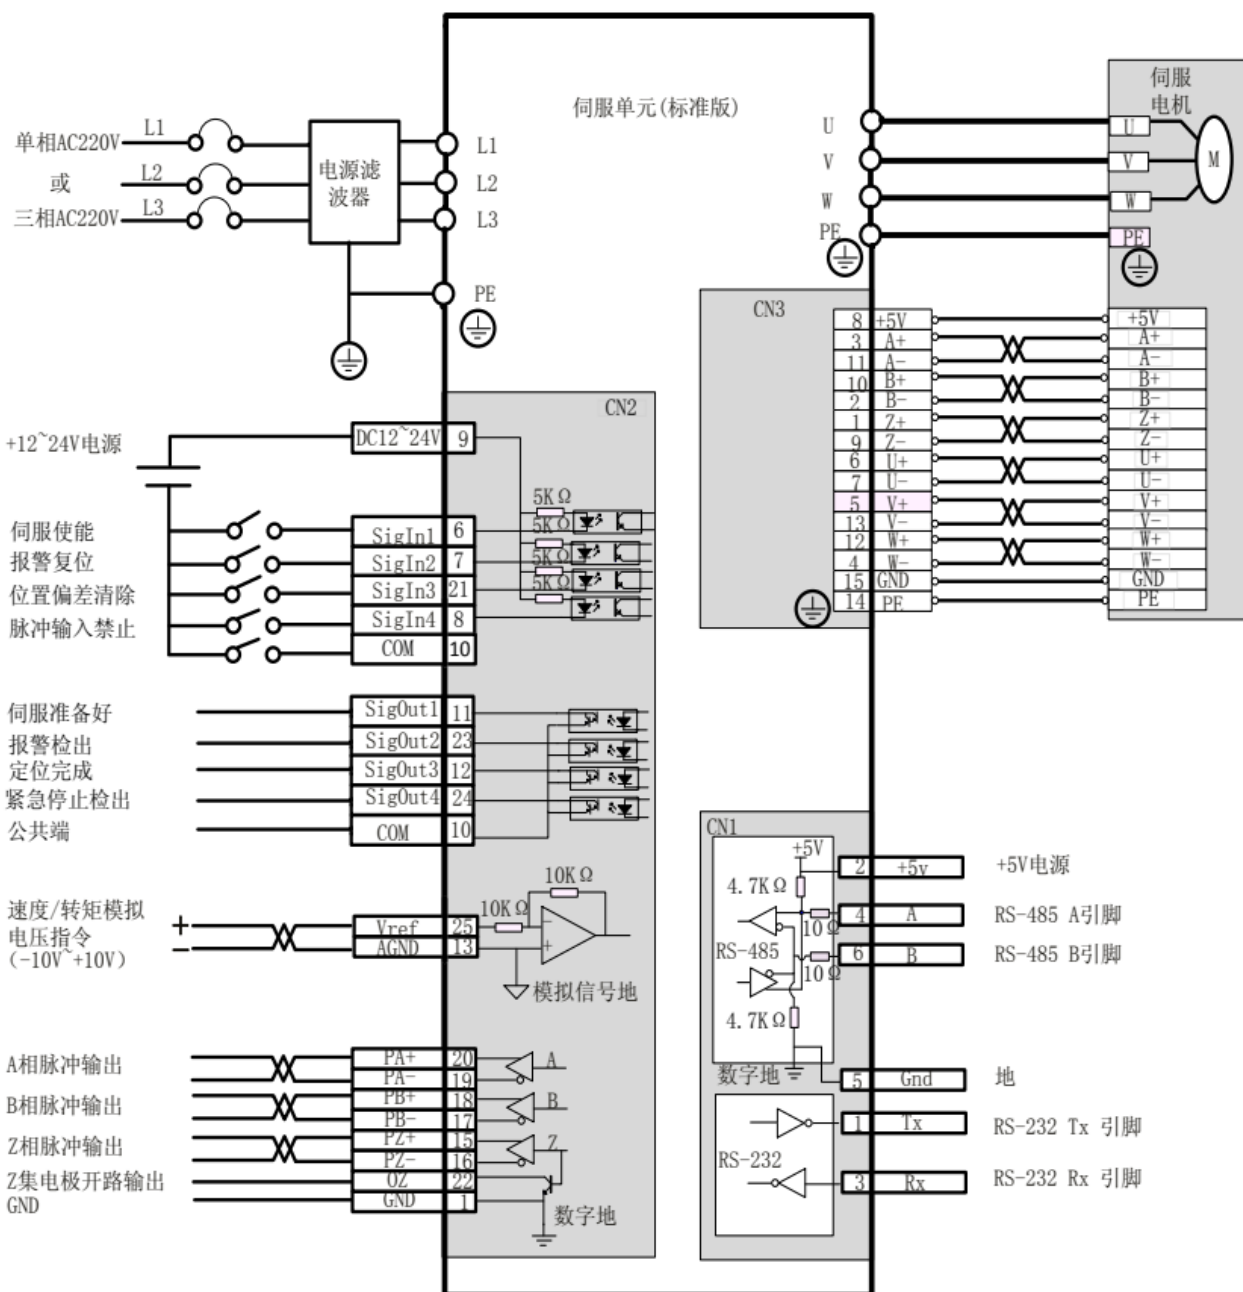 伺服单元(标准版)
单相AC220V
或
三相AC220V
L1
L2
L3
电源滤
波器
L1
L2
L3
PE
U
V
W
PE
伺服
电机
U
V
W
PE
M
CN3
8 +5V
3 A+
11 A-
10 B+
2 B-
1 Z+
9 Z-
6 U+
7 U-
5 V+
13 V-
12 W+
4 W-
15 GND
14 PE
+5V
A+
A-
B+
B-
Z+
Z-
U+
U-
V+
V-
W+
W-
GND
PE
CN2
+12~24V电源
DC12~24V 9
5KΩ
5KΩ
5KΩ
5KΩ
伺服使能 SigIn1 6
报警复位 SigIn2 7
位置偏差清除 SigIn3 21
脉冲输入禁止 SigIn4 8
COM 10
伺服准备好 SigOut1 11
报警检出 SigOut2 23
定位完成 SigOut3 12
紧急停止检出 SigOut4 24
公共端 COM 10
速度/转矩模拟
电压指令
(-10V~+10V)
+
−
Vref 25
AGND 13
10KΩ
10KΩ
−
+
模拟信号地
A相脉冲输出
PA+ 20
PA- 19
A
B相脉冲输出
PB+ 18
PB- 17
B
Z相脉冲输出
PZ+ 15
PZ- 16
Z
Z集电极开路输出 OZ 22
GND GND 1
数字地
CN1
+5V
4.7KΩ
10Ω
RS-485
10Ω
4.7KΩ
数字地
RS-232
2 +5v +5V电源
4 A RS-485 A引脚
6 B RS-485 B引脚
5 Gnd 地
1 Tx RS-232 Tx 引脚
3 Rx RS-232 Rx 引脚